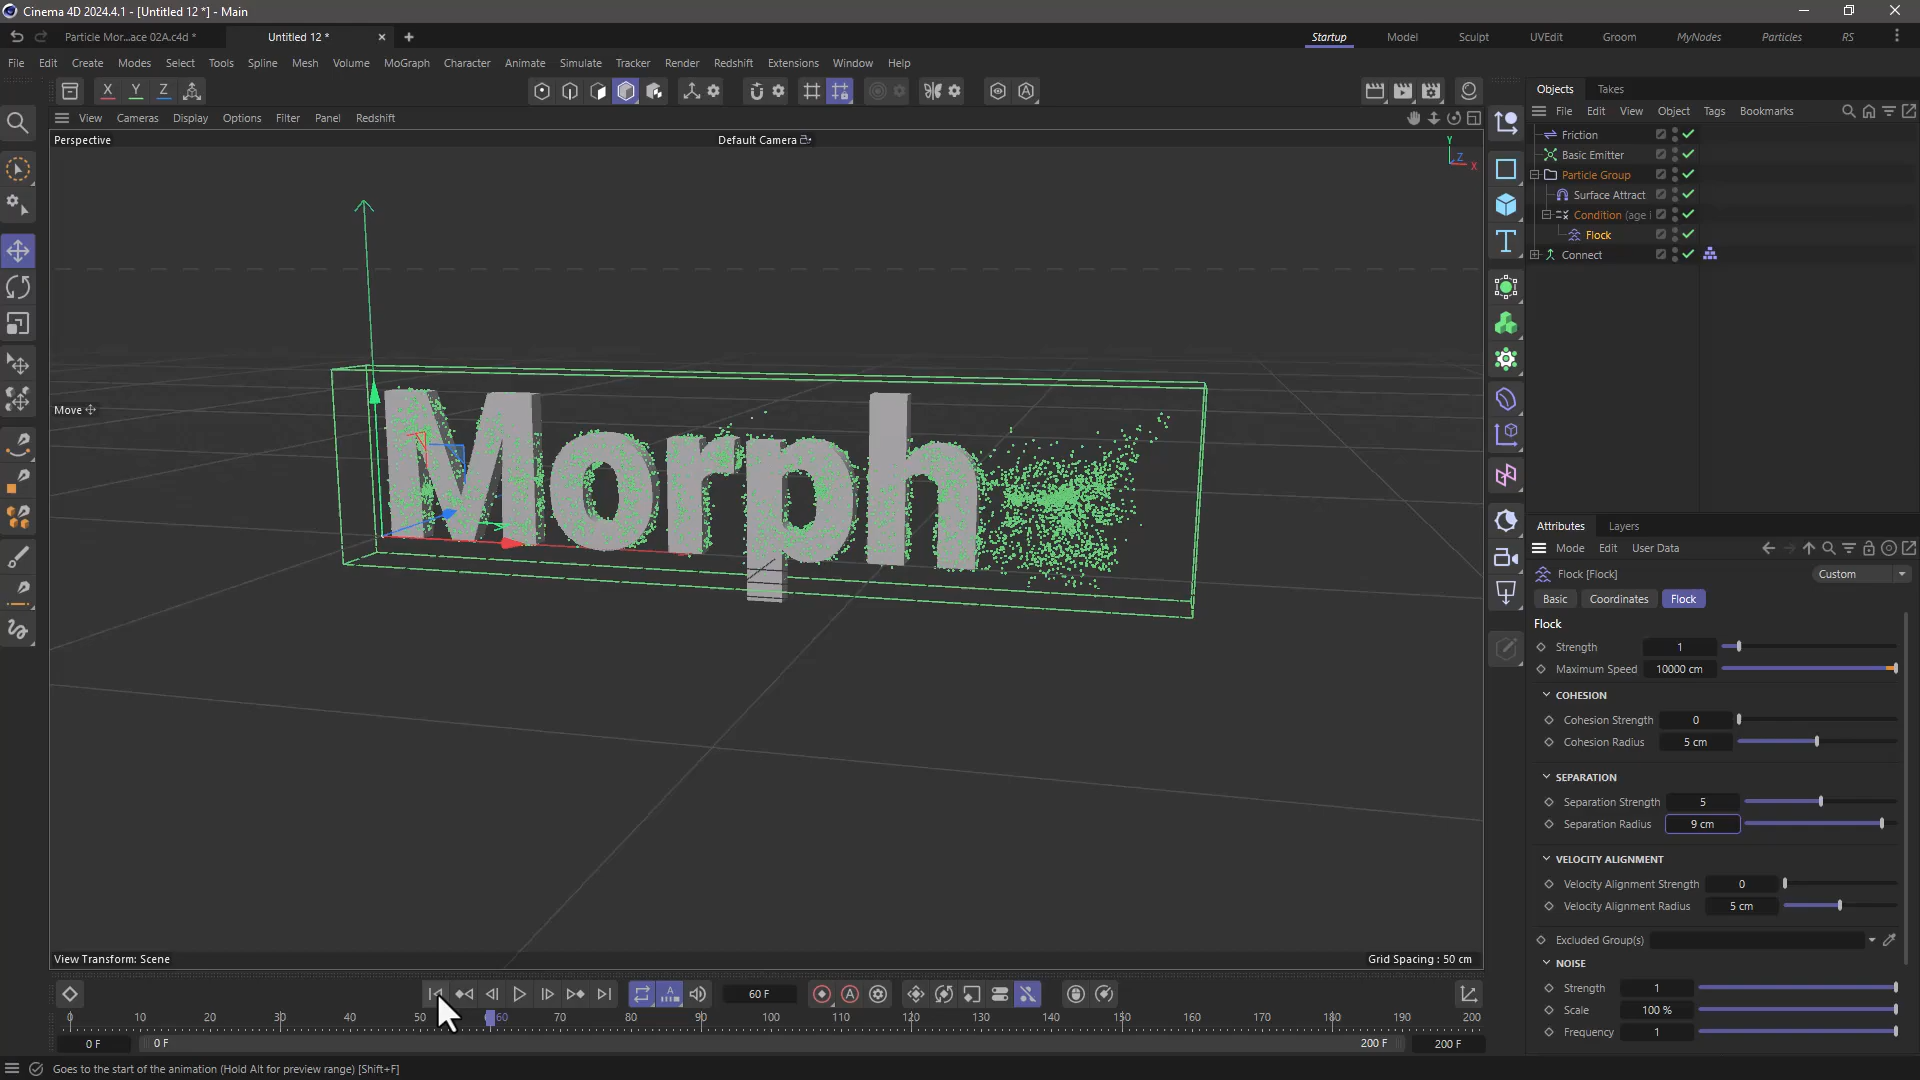 Cinema 4D 2024.4.1 - [Untitled 12 *] - Main
Particle Mor...ace 02A.c4d *
Untitled 12 *
Startup
Model
Sculpt
UVEdit
Groom
MyNodes
Particles
RS
File Edit Create Modes Select Tools Spline Mesh Volume MoGraph Character Animate Simulate Tracker Render Redshift Extensions Window Help
X Y Z
View Cameras Display Options Filter Panel Redshift
Perspective
Default Camera
Y
Z
X
Move
Morph
View Transform: Scene
Grid Spacing : 50 cm
Objects Takes
File Edit View Object Tags Bookmarks
Friction
Basic Emitter
Particle Group
Surface Attract
Condition (age i
Flock
Connect
Attributes Layers
Mode Edit User Data
Flock [Flock]
Custom
Basic Coordinates Flock
Flock
Strength 1
Maximum Speed 10000 cm
COHESION
Cohesion Strength 0
Cohesion Radius 5 cm
SEPARATION
Separation Strength 5
Separation Radius 9 cm
VELOCITY ALIGNMENT
Velocity Alignment Strength 0
Velocity Alignment Radius 5 cm
Excluded Group(s)
NOISE
Strength 1
Scale 100 %
Frequency 1
60 F
0 10 20 30 40 50 60 70 80 90 100 110 120 130 140 150 160 170 180 190 200
0 F 0 F 200 F 200 F
Goes to the start of the animation (Hold Alt for preview range) [Shift+F]